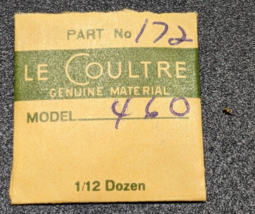 PART No 172
LE COULTRE
GENUINE MATERIAL
MODEL 460
1/12 Dozen